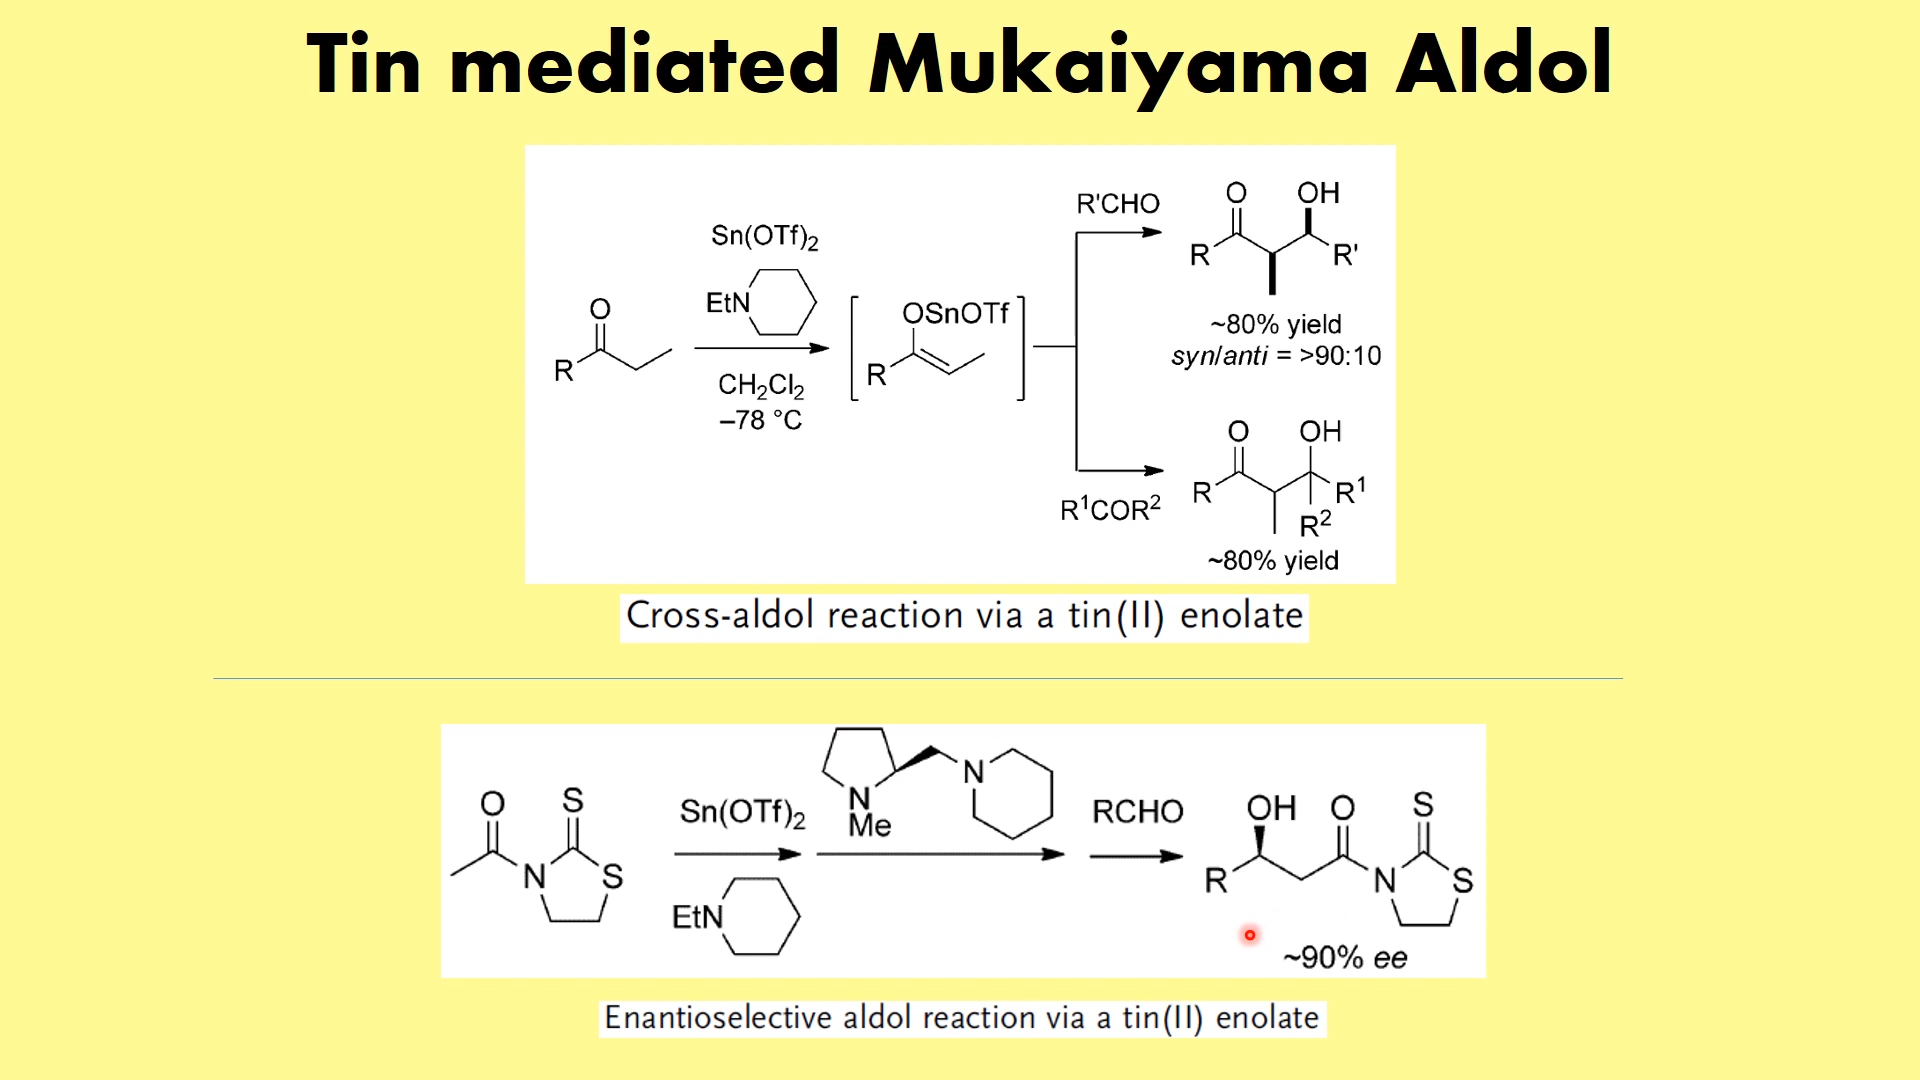 Tin mediated Mukaiyama Aldol
O
R
Sn(OTf)₂
EtN
CH₂Cl₂
–78 °C
OSnOTf
R
R'CHO
O OH
R R'
~80% yield
syn/anti = >90:10
R¹COR²
O OH
R R¹
R²
~80% yield
Cross-aldol reaction via a tin(II) enolate
O S
N S
Sn(OTf)₂
EtN
N
Me
N
RCHO
OH O S
R N S
~90% ee
Enantioselective aldol reaction via a tin(II) enolate